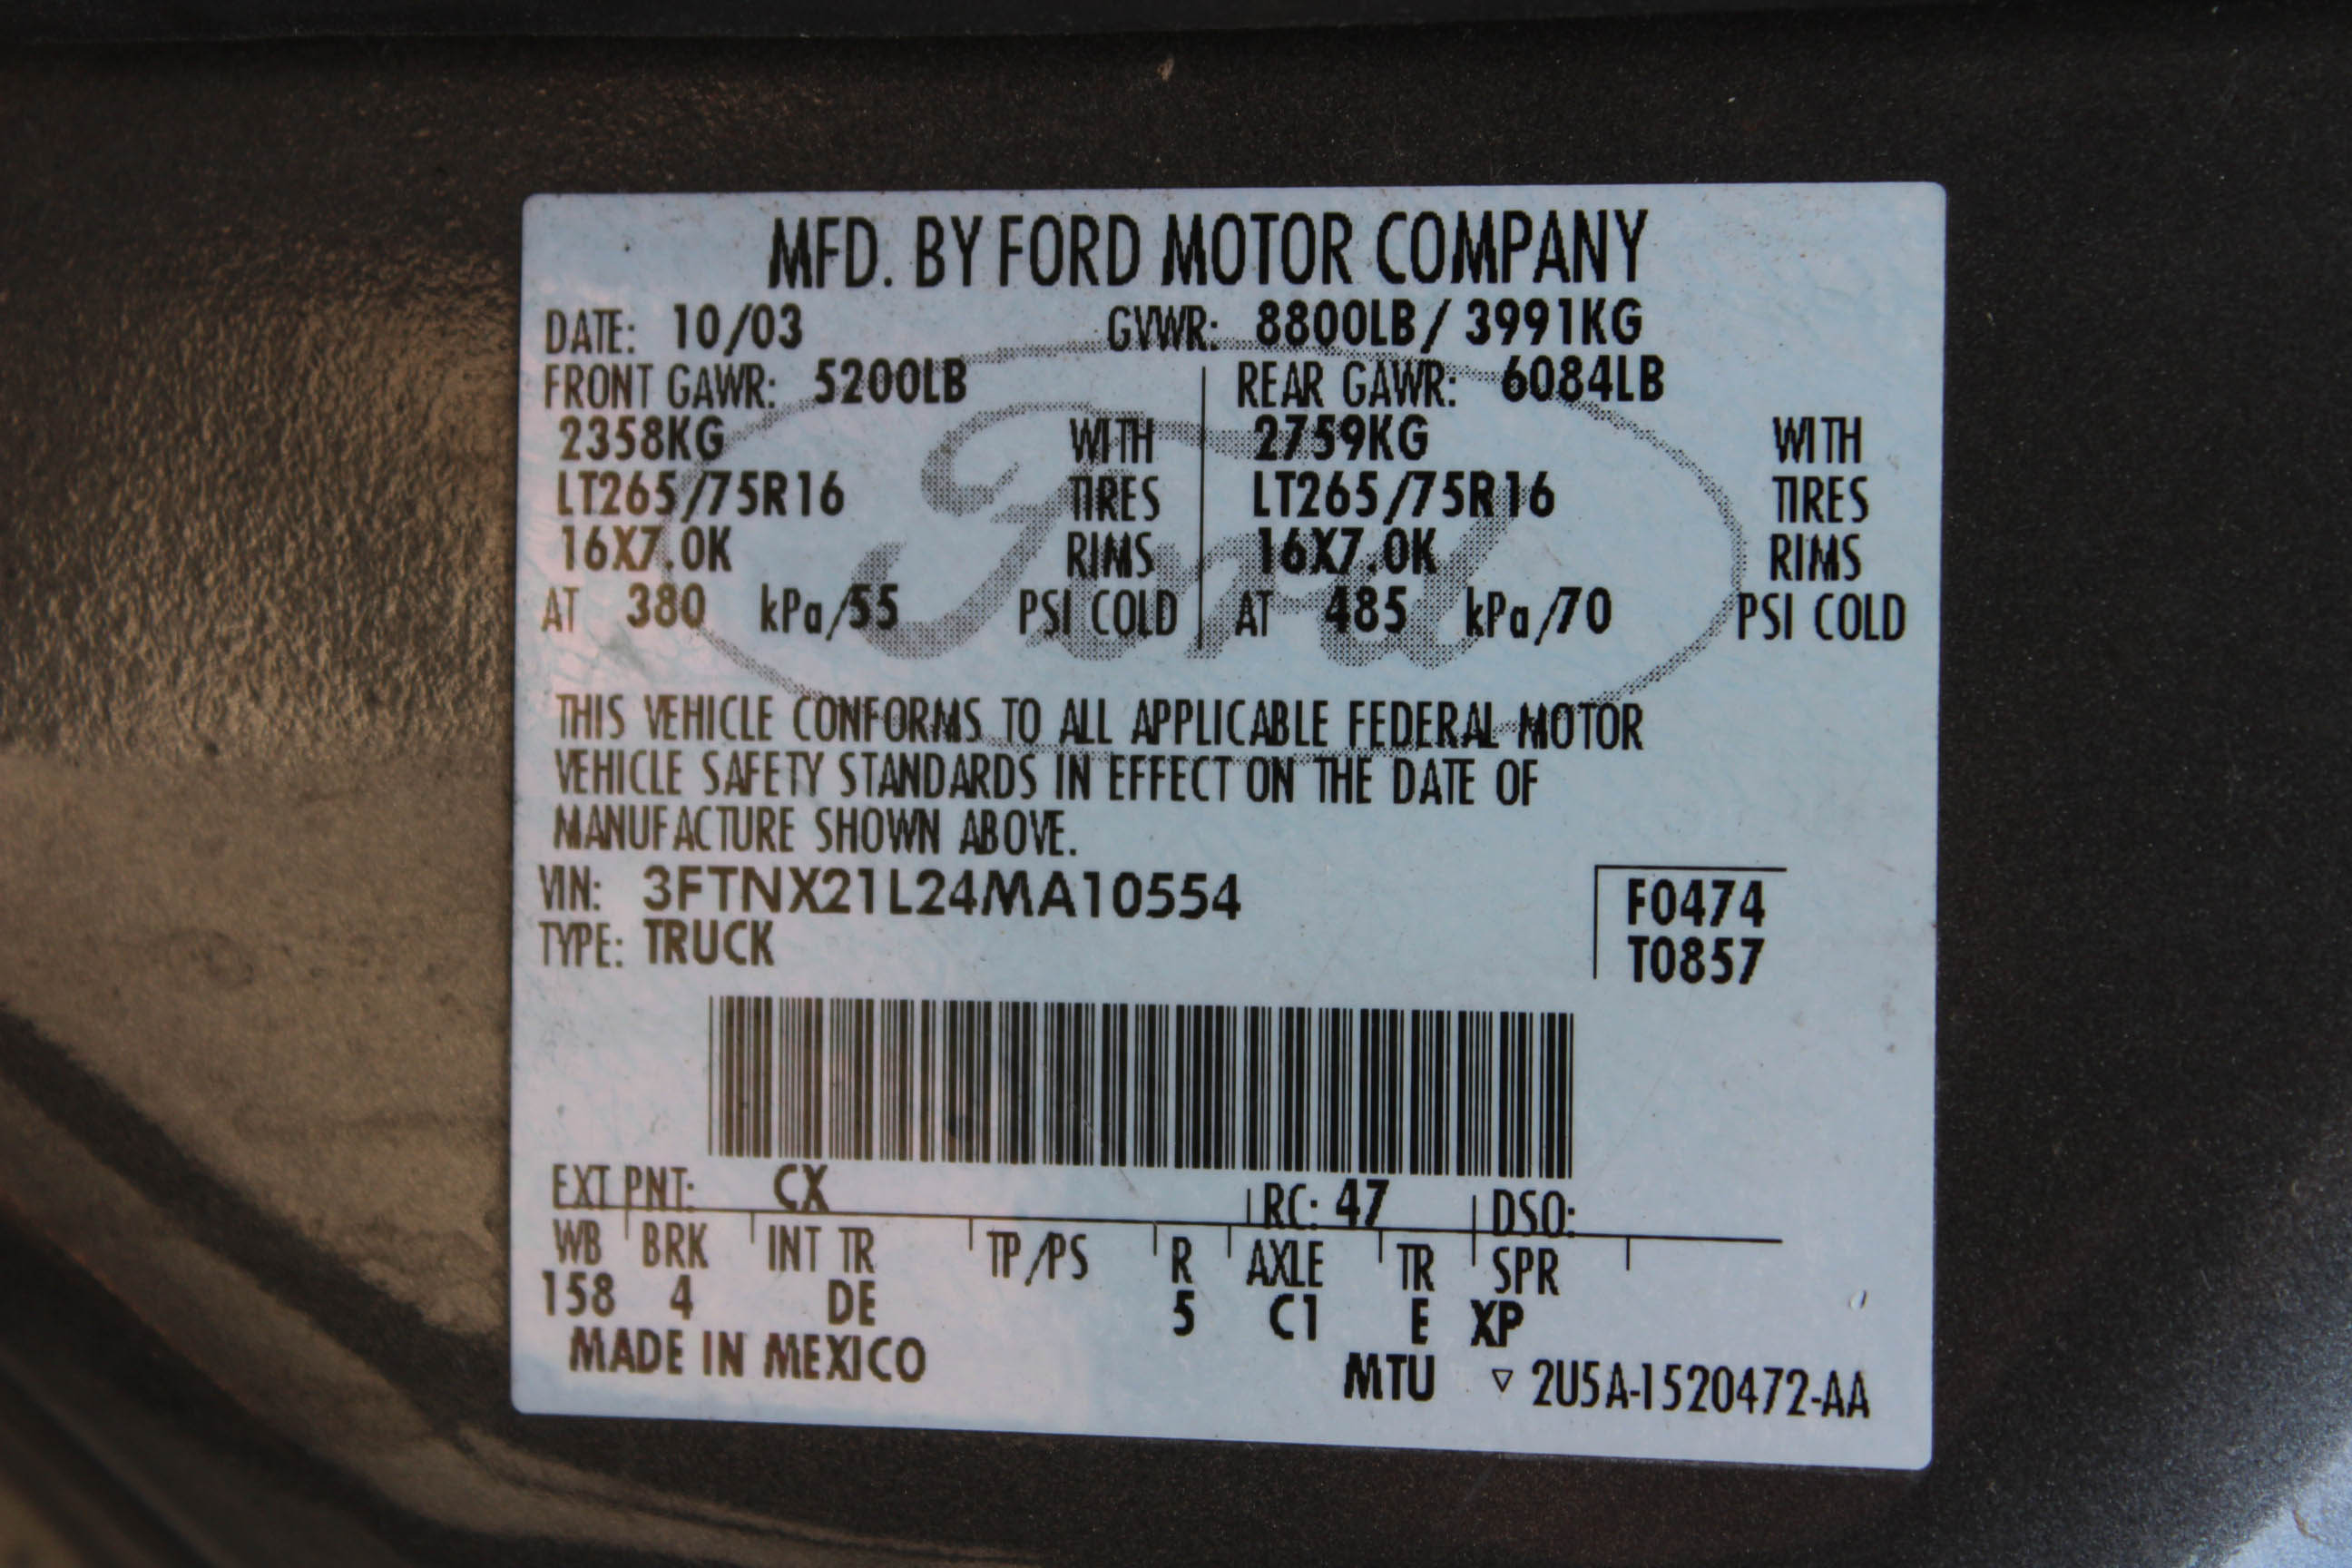 MFD. BY FORD MOTOR COMPANY
DATE: 10/03 GVWR: 8800LB/ 3991KG
FRONT GAWR: 5200LB REAR GAWR: 6084LB
2358KG WITH 2759KG WITH
LT265/75R16 TIRES LT265/75R16 TIRES
16X7.0K RIMS 16X7.0K RIMS
AT 380 kPa/55 PSI COLD AT 485 kPa/70 PSI COLD
Ford
THIS VEHICLE CONFORMS TO ALL APPLICABLE FEDERAL MOTOR
VEHICLE SAFETY STANDARDS IN EFFECT ON THE DATE OF
MANUFACTURE SHOWN ABOVE.
VIN: 3FTNX21L24MA10554 F0474
TYPE: TRUCK T0857
EXT PNT: CX RC: 47 DSO:
WB BRK INT TR TP/PS R AXLE TR SPR
158 4 DE 5 C1 E XP
MADE IN MEXICO MTU ▽ 2U5A-1520472-AA